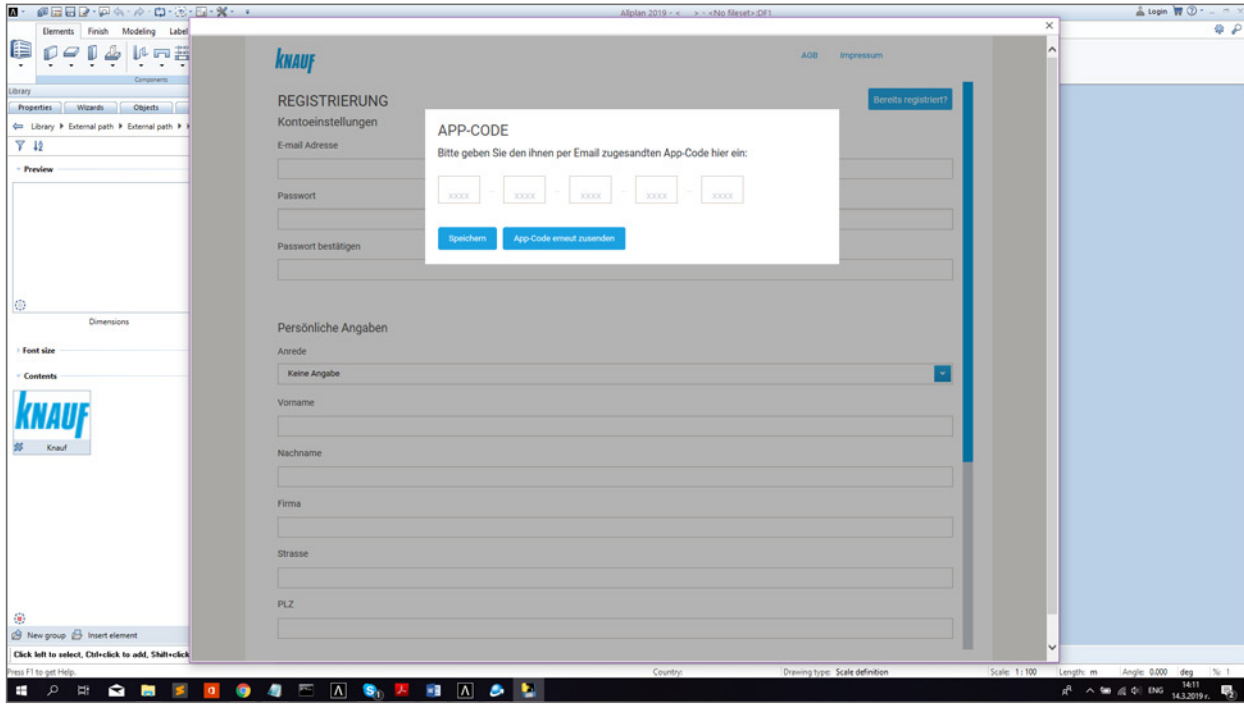 Allplan 2019 - < > - <No fileset>:DF1
Login
Elements Finish Modeling Label
Components
Library
Properties Wizards Objects
Library External path External path
Preview
Dimensions
Font size
Contents
KNAUF
Knauf
New group Insert element
Click left to select, Ctrl+click to add, Shift+click
KNAUF
AGB Impressum
REGISTRIERUNG
Bereits registriert?
Kontoeinstellungen
E-mail Adresse
Passwort
Passwort bestätigen
APP-CODE
Bitte geben Sie den ihnen per Email zugesandten App-Code hier ein:
xxxx - xxxx - xxxx - xxxx - xxxx
Speichern App-Code erneut zusenden
Persönliche Angaben
Anrede
Keine Angabe
Vorname
Nachname
Firma
Strasse
PLZ
Press F1 to get Help. Country: Drawing type: Scale definition Scale: 1 : 100 Length: m Angle: 0.000 deg %: 1
ENG 14:11
14.3.2019 г.